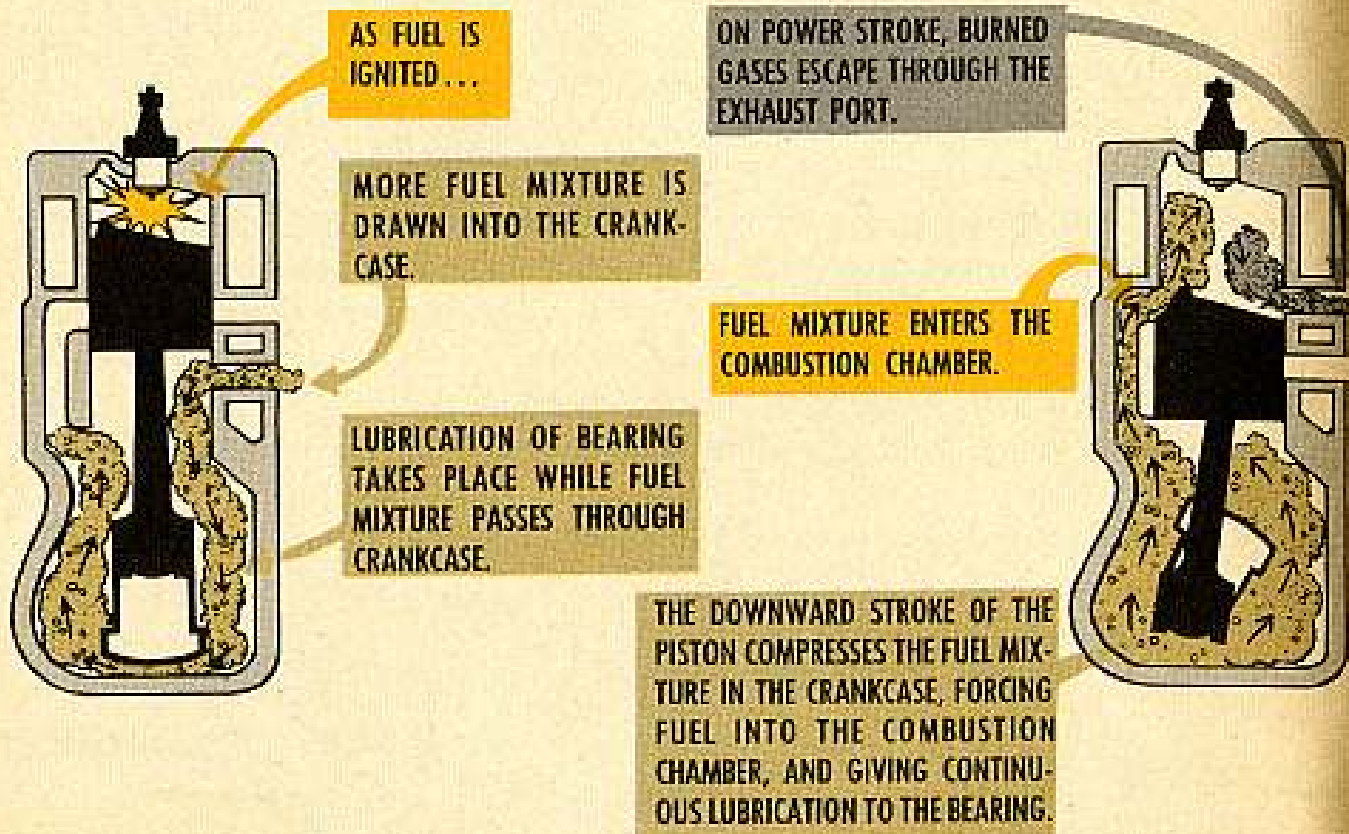 AS FUEL IS
IGNITED...
MORE FUEL MIXTURE IS
DRAWN INTO THE CRANK-
CASE.
LUBRICATION OF BEARING
TAKES PLACE WHILE FUEL
MIXTURE PASSES THROUGH
CRANKCASE.
ON POWER STROKE, BURNED
GASES ESCAPE THROUGH THE
EXHAUST PORT.
FUEL MIXTURE ENTERS THE
COMBUSTION CHAMBER.
THE DOWNWARD STROKE OF THE
PISTON COMPRESSES THE FUEL MIX-
TURE IN THE CRANKCASE, FORCING
FUEL INTO THE COMBUSTION
CHAMBER, AND GIVING CONTINU-
OUS LUBRICATION TO THE BEARING.